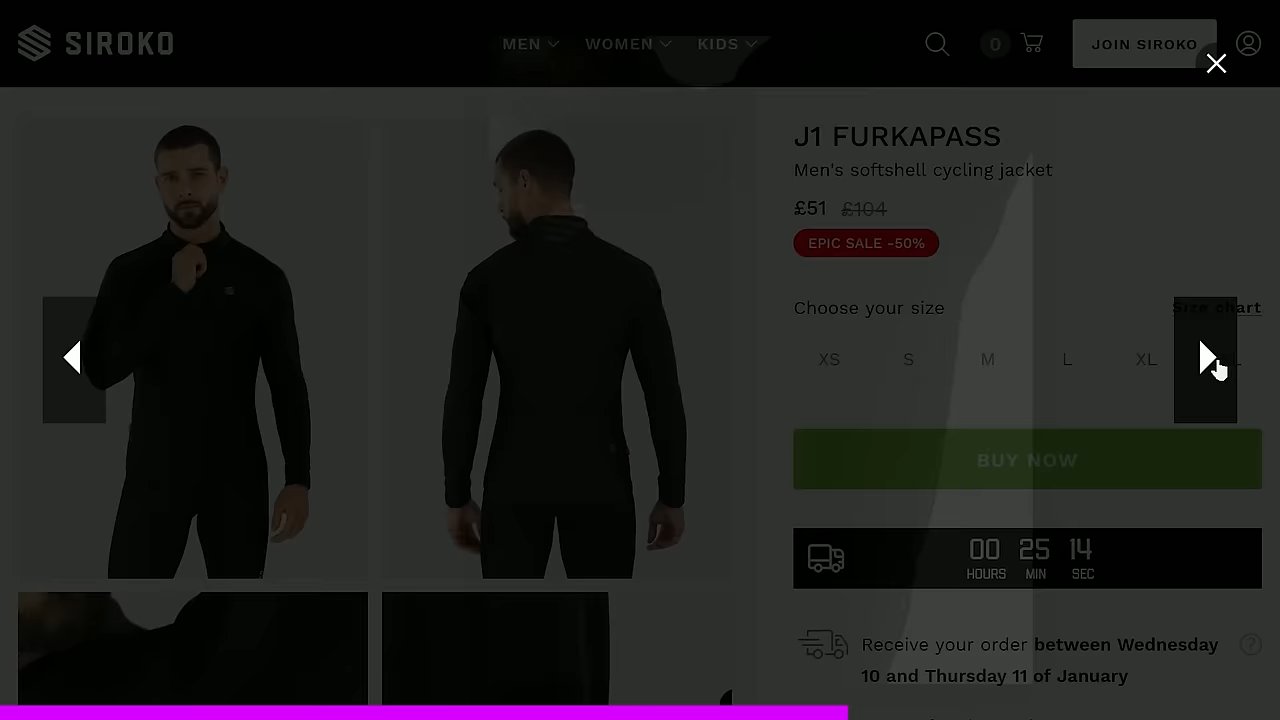 SIROKO
MEN
WOMEN
KIDS
0
JOIN SIROKO
J1 FURKAPASS
Men's softshell cycling jacket
£51 £104
EPIC SALE -50%
Choose your size
Size chart
XS S M L XL
BUY NOW
00 25 14
HOURS MIN SEC
Receive your order between Wednesday
10 and Thursday 11 of January
?